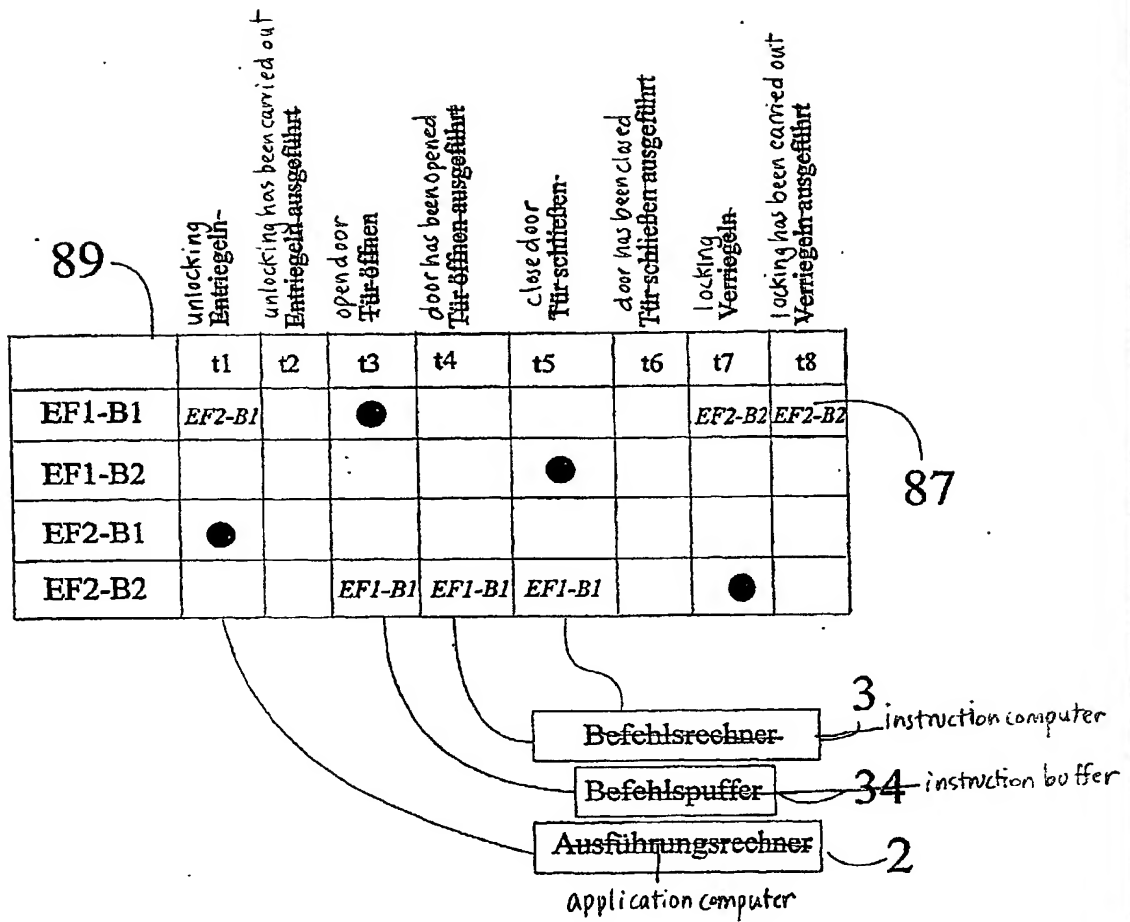 unlocking
Entriegeln
unlocking has been carried out
Entriegeln ausgeführt
open door
Tür öffnen
door has been opened
Tür öffnen ausgeführt
close door
Tür schließen
door has been closed
Tür schließen ausgeführt
locking
Verriegeln
locking has been carried out
Verriegeln ausgeführt
89
t1 t2 t3 t4 t5 t6 t7 t8
EF1-B1 EF2-B1 EF2-B2 EF2-B2
87
EF1-B2
EF2-B1
EF2-B2 EF1-B1 EF1-B1 EF1-B1
Befehlsrechner 3 instruction computer
Befehlspuffer 34 instruction buffer
Ausführungsrechner 2
application computer